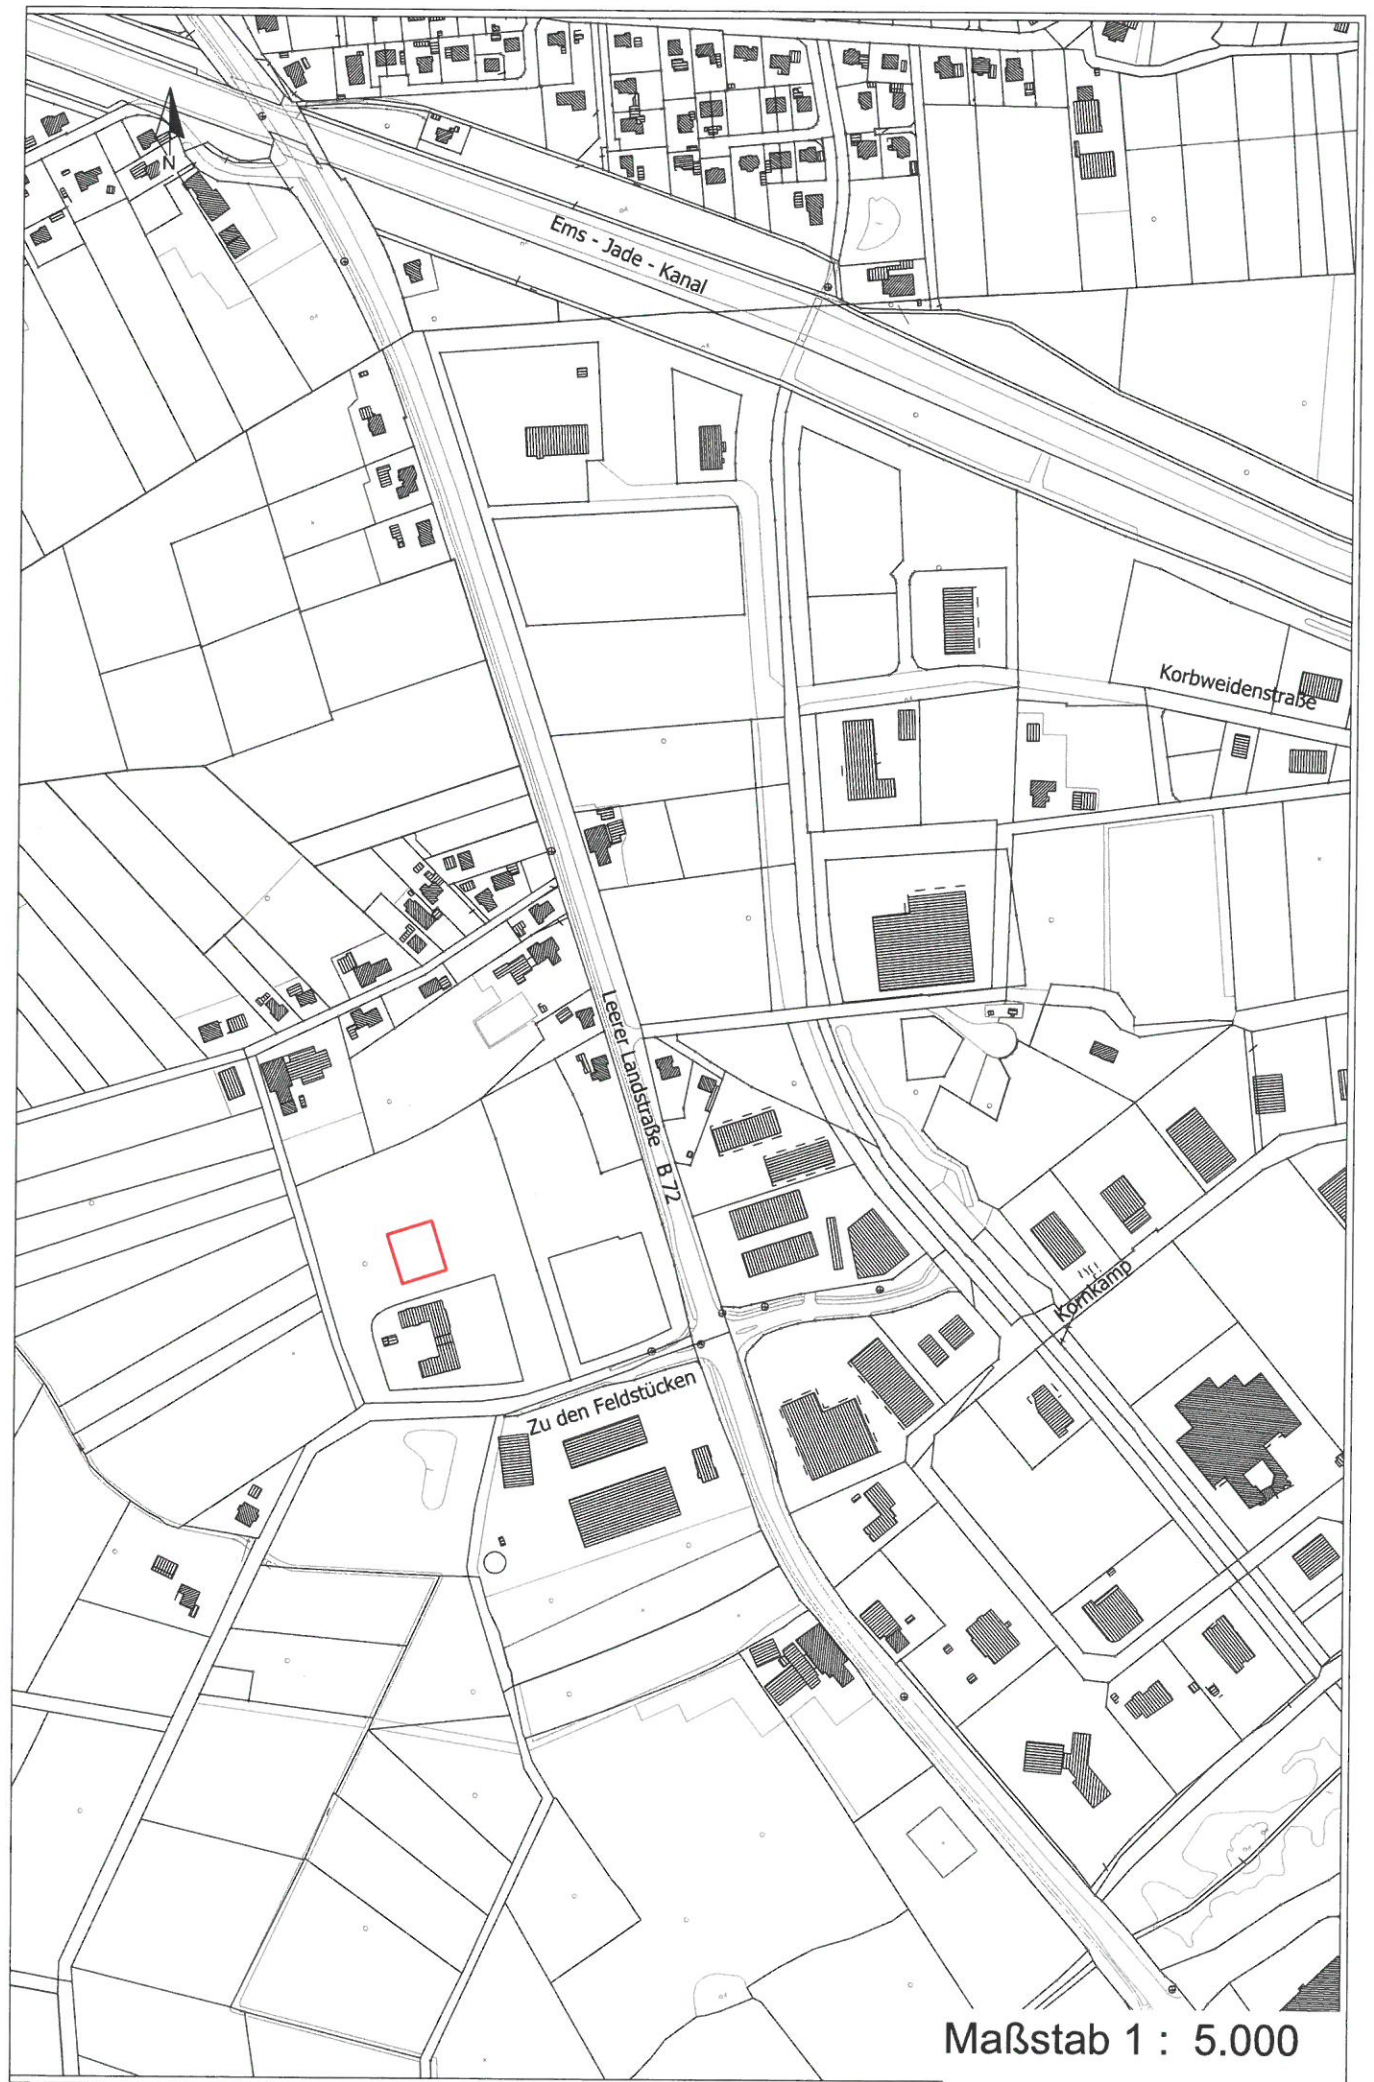 N
Ems - Jade - Kanal
Korbweidenstraße
Leerer Landstraße B 72
Kornkamp
Zu den Feldstücken
Maßstab 1 : 5.000